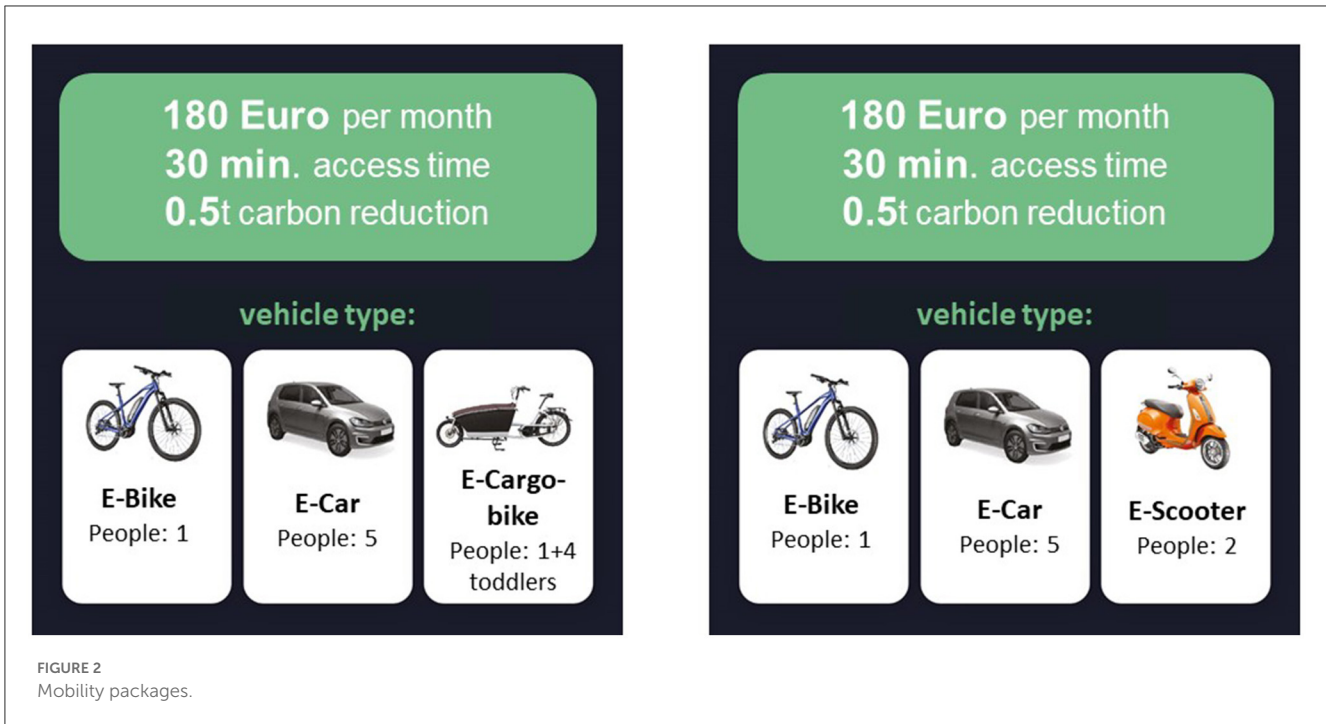 180 Euro per month
30 min. access time
0.5t carbon reduction
vehicle type:
E-Bike
People: 1
E-Car
People: 5
E-Cargo-
bike
People: 1+4
toddlers
180 Euro per month
30 min. access time
0.5t carbon reduction
vehicle type:
E-Bike
People: 1
E-Car
People: 5
E-Scooter
People: 2
FIGURE 2
Mobility packages.